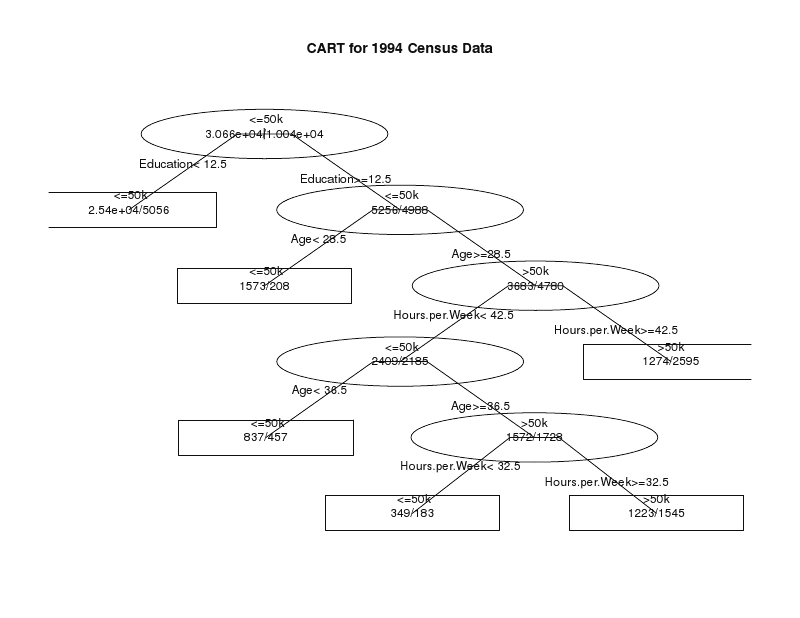 CART for 1994 Census Data
<=50k
3.066e+04/1.004e+04
Education< 12.5
Education>=12.5
<=50k
2.54e+04/5056
<=50k
5256/4988
Age< 28.5
Age>=28.5
<=50k
1573/208
>50k
3683/4780
Hours.per.Week< 42.5
Hours.per.Week>=42.5
<=50k
2409/2185
>50k
1274/2595
Age< 36.5
Age>=36.5
<=50k
837/457
>50k
1572/1728
Hours.per.Week< 32.5
Hours.per.Week>=32.5
<=50k
349/183
>50k
1223/1545